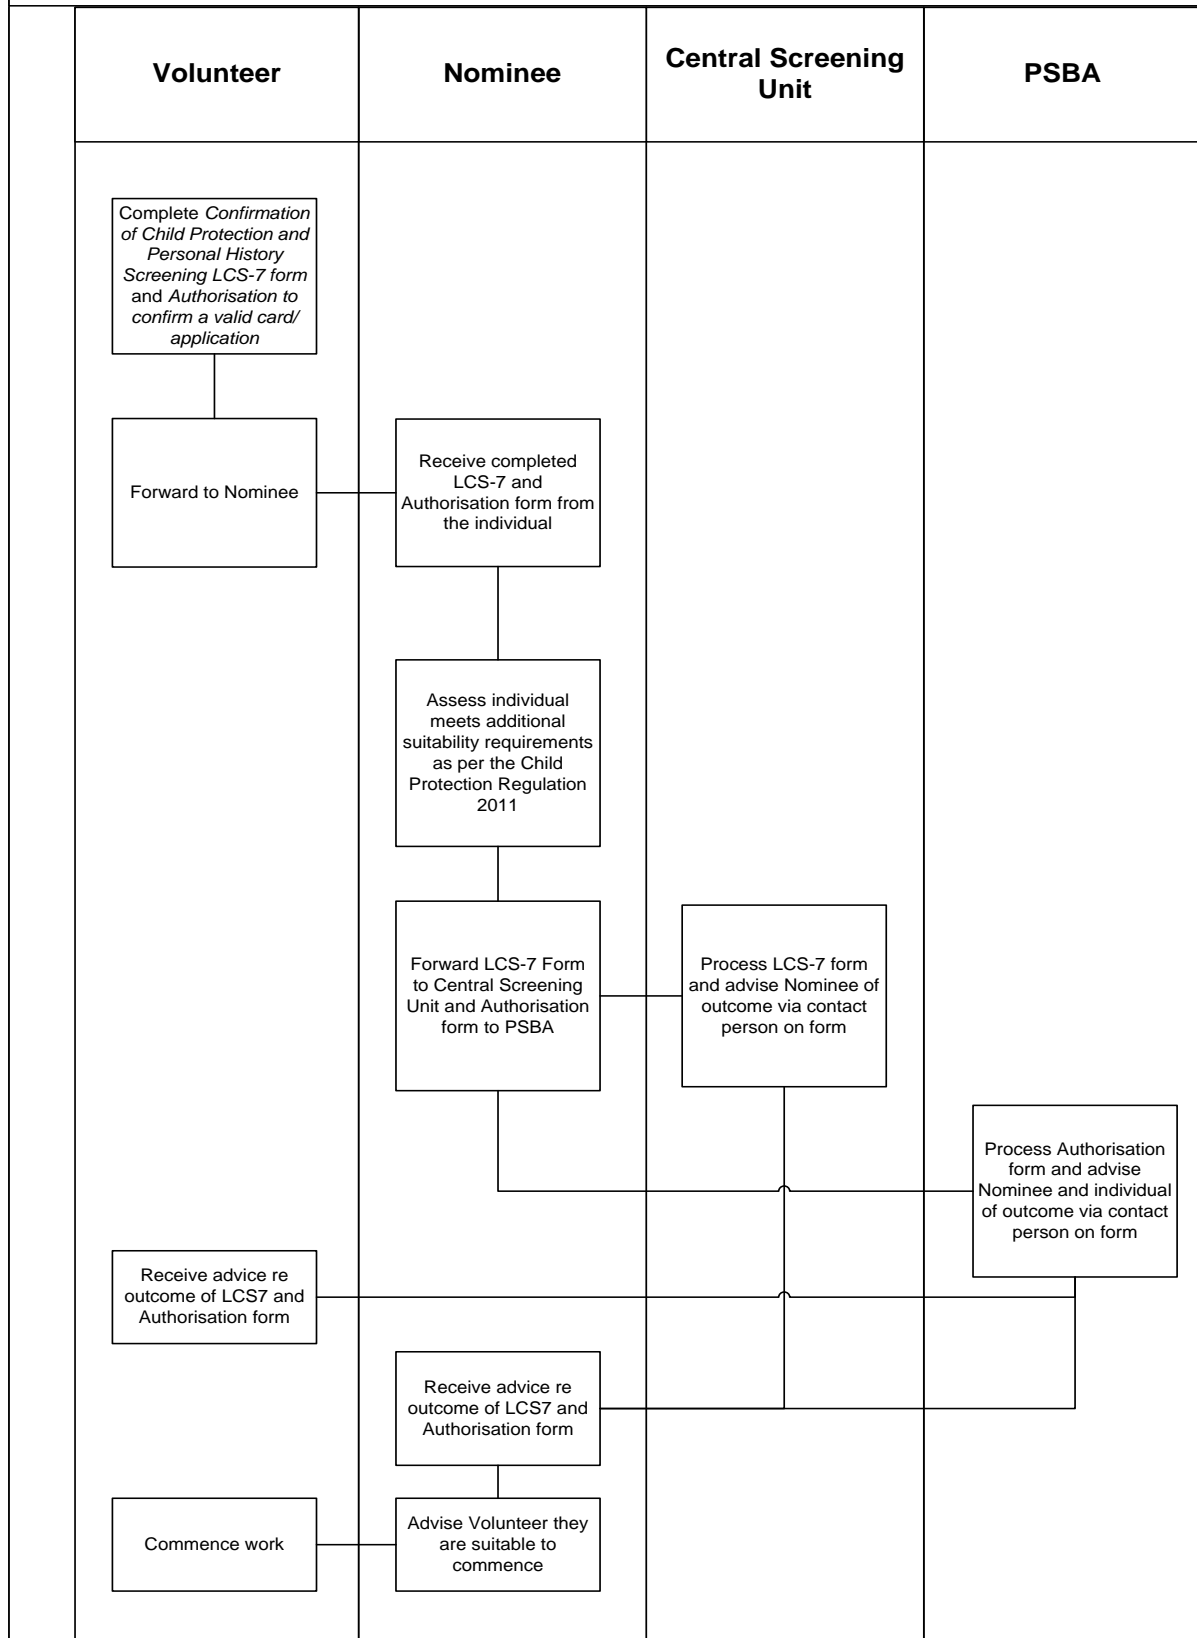 Volunteer
Nominee
Central Screening
Unit
PSBA
Complete Confirmation
of Child Protection and
Personal History
Screening LCS-7 form
and Authorisation to
confirm a valid card/
application
Forward to Nominee
Receive completed
LCS-7 and
Authorisation form from
the individual
Assess individual
meets additional
suitability requirements
as per the Child
Protection Regulation
2011
Forward LCS-7 Form
to Central Screening
Unit and Authorisation
form to PSBA
Process LCS-7 form
and advise Nominee of
outcome via contact
person on form
Process Authorisation
form and advise
Nominee and individual
of outcome via contact
person on form
Receive advice re
outcome of LCS7 and
Authorisation form
Receive advice re
outcome of LCS7 and
Authorisation form
Commence work
Advise Volunteer they
are suitable to
commence